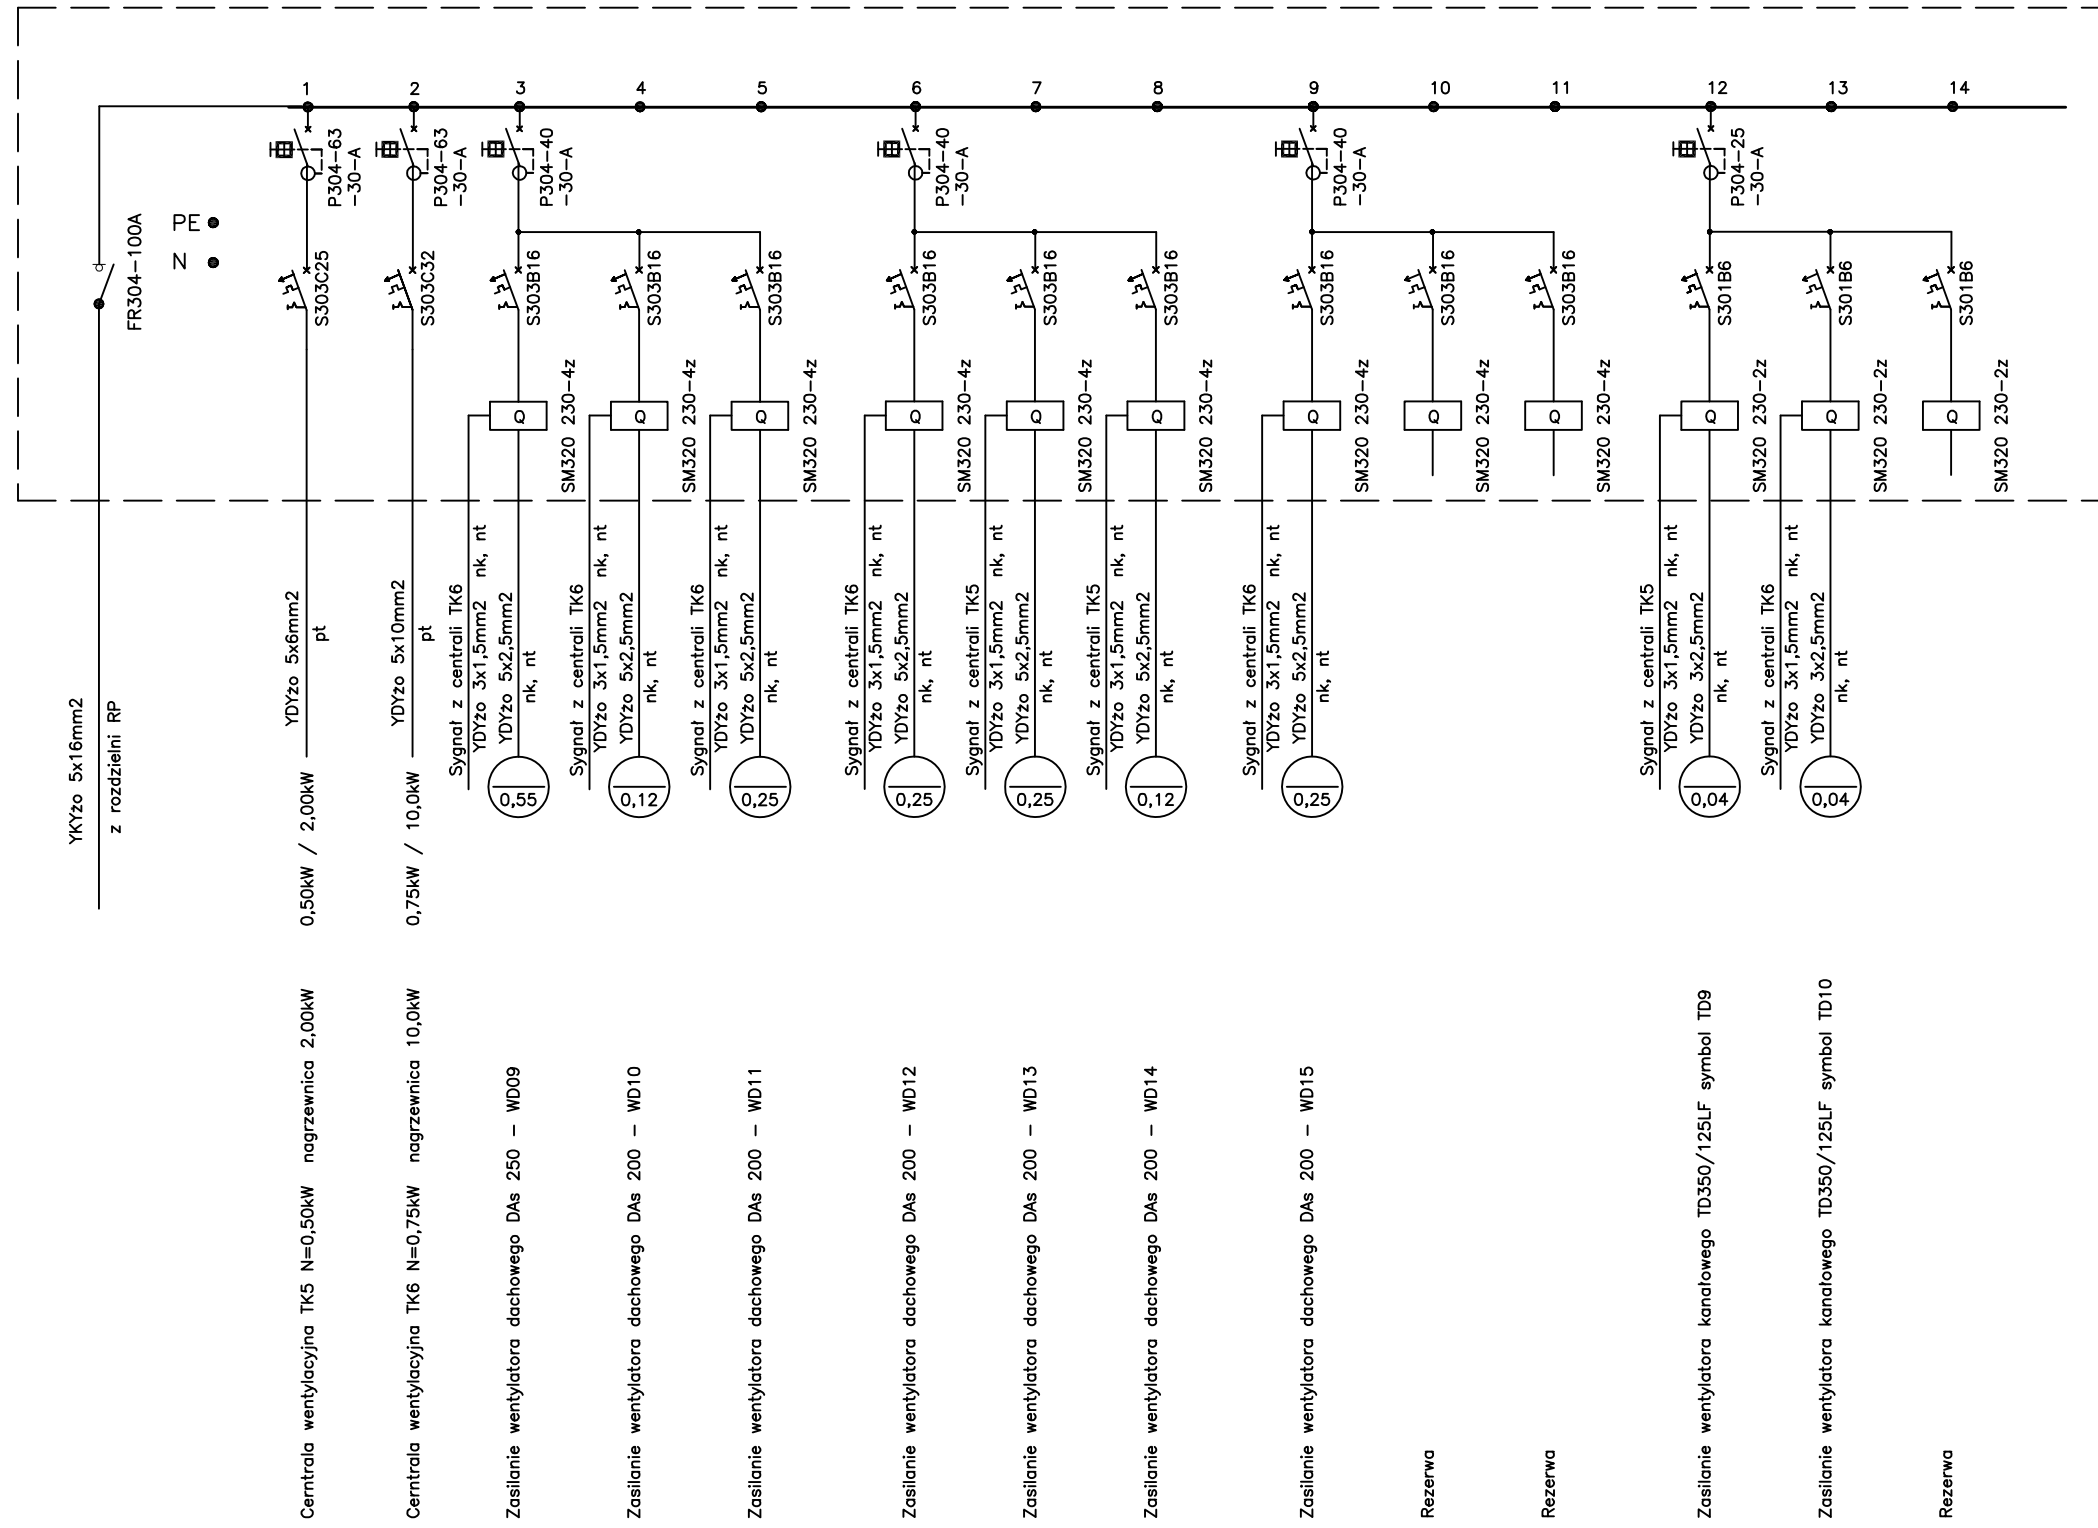 1
2
3
4
5
6
7
8
9
10
11
12
13
14
P304-63
-30-A
P304-63
-30-A
P304-40
-30-A
P304-40
-30-A
P304-40
-30-A
P304-25
-30-A
PE
N
FR304-100A
S303C25
S303C32
S303B16
S303B16
S303B16
S303B16
S303B16
S303B16
S303B16
S303B16
S303B16
S301B6
S301B6
S301B6
Q
Q
Q
Q
Q
Q
Q
Q
Q
Q
Q
Q
SM320 230-4z
SM320 230-4z
SM320 230-4z
SM320 230-4z
SM320 230-4z
SM320 230-4z
SM320 230-4z
SM320 230-4z
SM320 230-4z
SM320 230-2z
SM320 230-2z
SM320 230-2z
YKYżo 5x16mm2
z rozdzielni RP
YDYżo 5x6mm2
pt
YDYżo 5x10mm2
pt
Sygnał z centrali TK6
YDYżo 3x1,5mm2 nk, nt
YDYżo 5x2,5mm2
nk, nt
Sygnał z centrali TK6
YDYżo 3x1,5mm2 nk, nt
YDYżo 5x2,5mm2
nk, nt
Sygnał z centrali TK6
YDYżo 3x1,5mm2 nk, nt
YDYżo 5x2,5mm2
nk, nt
Sygnał z centrali TK6
YDYżo 3x1,5mm2 nk, nt
YDYżo 5x2,5mm2
nk, nt
Sygnał z centrali TK5
YDYżo 3x1,5mm2 nk, nt
YDYżo 5x2,5mm2
nk, nt
Sygnał z centrali TK5
YDYżo 3x1,5mm2 nk, nt
YDYżo 5x2,5mm2
nk, nt
Sygnał z centrali TK6
YDYżo 3x1,5mm2 nk, nt
YDYżo 5x2,5mm2
nk, nt
Sygnał z centrali TK5
YDYżo 3x1,5mm2 nk, nt
YDYżo 3x2,5mm2
nk, nt
Sygnał z centrali TK6
YDYżo 3x1,5mm2 nk, nt
YDYżo 3x2,5mm2
nk, nt
0,50kW / 2,00kW
0,75kW / 10,0kW
0,55
0,12
0,25
0,25
0,25
0,12
0,25
0,04
0,04
Cerntrala wentylacyjna TK5 N=0,50kW nagrzewnica 2,00kW
Cerntrala wentylacyjna TK6 N=0,75kW nagrzewnica 10,0kW
Zasilanie wentylatora dachowego DAs 250 - WD09
Zasilanie wentylatora dachowego DAs 200 - WD10
Zasilanie wentylatora dachowego DAs 200 - WD11
Zasilanie wentylatora dachowego DAs 200 - WD12
Zasilanie wentylatora dachowego DAs 200 - WD13
Zasilanie wentylatora dachowego DAs 200 - WD14
Zasilanie wentylatora dachowego DAs 200 - WD15
Rezerwa
Rezerwa
Zasilanie wentylatora kanałowego TD350/125LF symbol TD9
Zasilanie wentylatora kanałowego TD350/125LF symbol TD10
Rezerwa